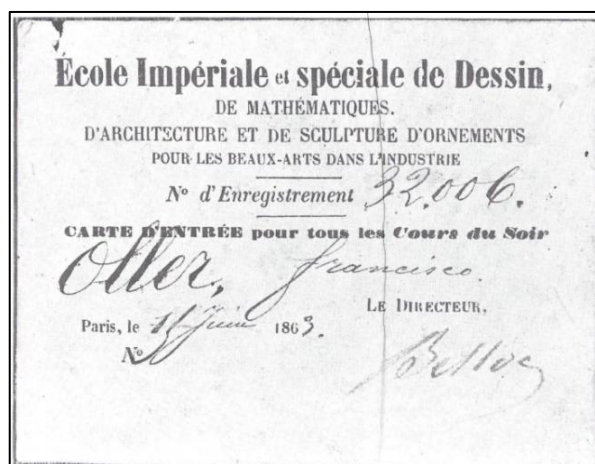 École Impériale et spéciale de Dessin,
DE MATHÉMATIQUES.
D'ARCHITECTURE ET DE SCULPTURE D'ORNEMENTS
POUR LES BEAUX-ARTS DANS L'INDUSTRIE
N° d'Enregistrement 32.006.
CARTE D'ENTRÉE pour tous les Cours du Soir
Oller, francisco.
LE DIRECTEUR,
Paris, le Juin 1863.
N°
Belloc